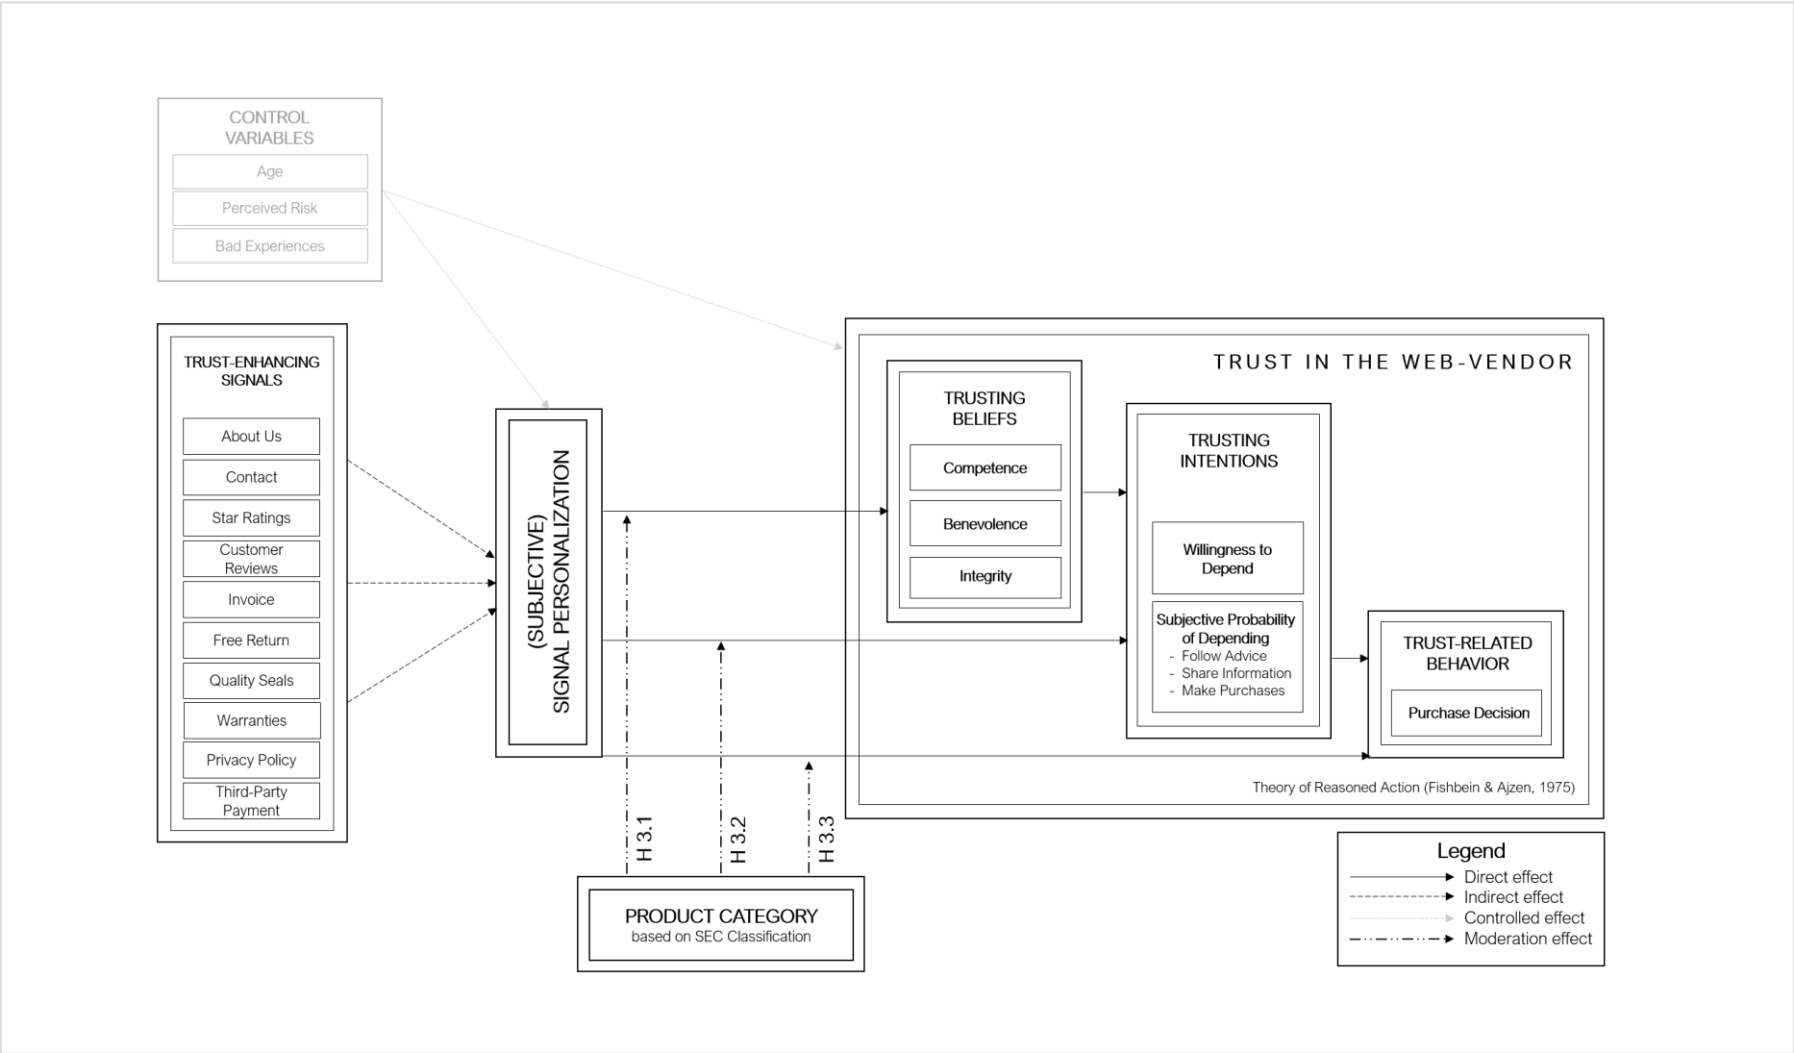 CONTROL
VARIABLES
Age
Perceived Risk
Bad Experiences
TRUST-ENHANCING
SIGNALS
About Us
Contact
Star Ratings
Customer
Reviews
Invoice
Free Return
Quality Seals
Warranties
Privacy Policy
Third-Party
Payment
(SUBJECTIVE)
SIGNAL PERSONALIZATION
TRUST IN THE WEB-VENDOR
TRUSTING
BELIEFS
Competence
Benevolence
Integrity
TRUSTING
INTENTIONS
Willingness to
Depend
Subjective Probability
of Depending
- Follow Advice
- Share Information
- Make Purchases
TRUST-RELATED
BEHAVIOR
Purchase Decision
Theory of Reasoned Action (Fishbein & Ajzen, 1975)
H 3.1
H 3.2
H 3.3
PRODUCT CATEGORY
based on SEC Classification
Legend
Direct effect
Indirect effect
Controlled effect
Moderation effect